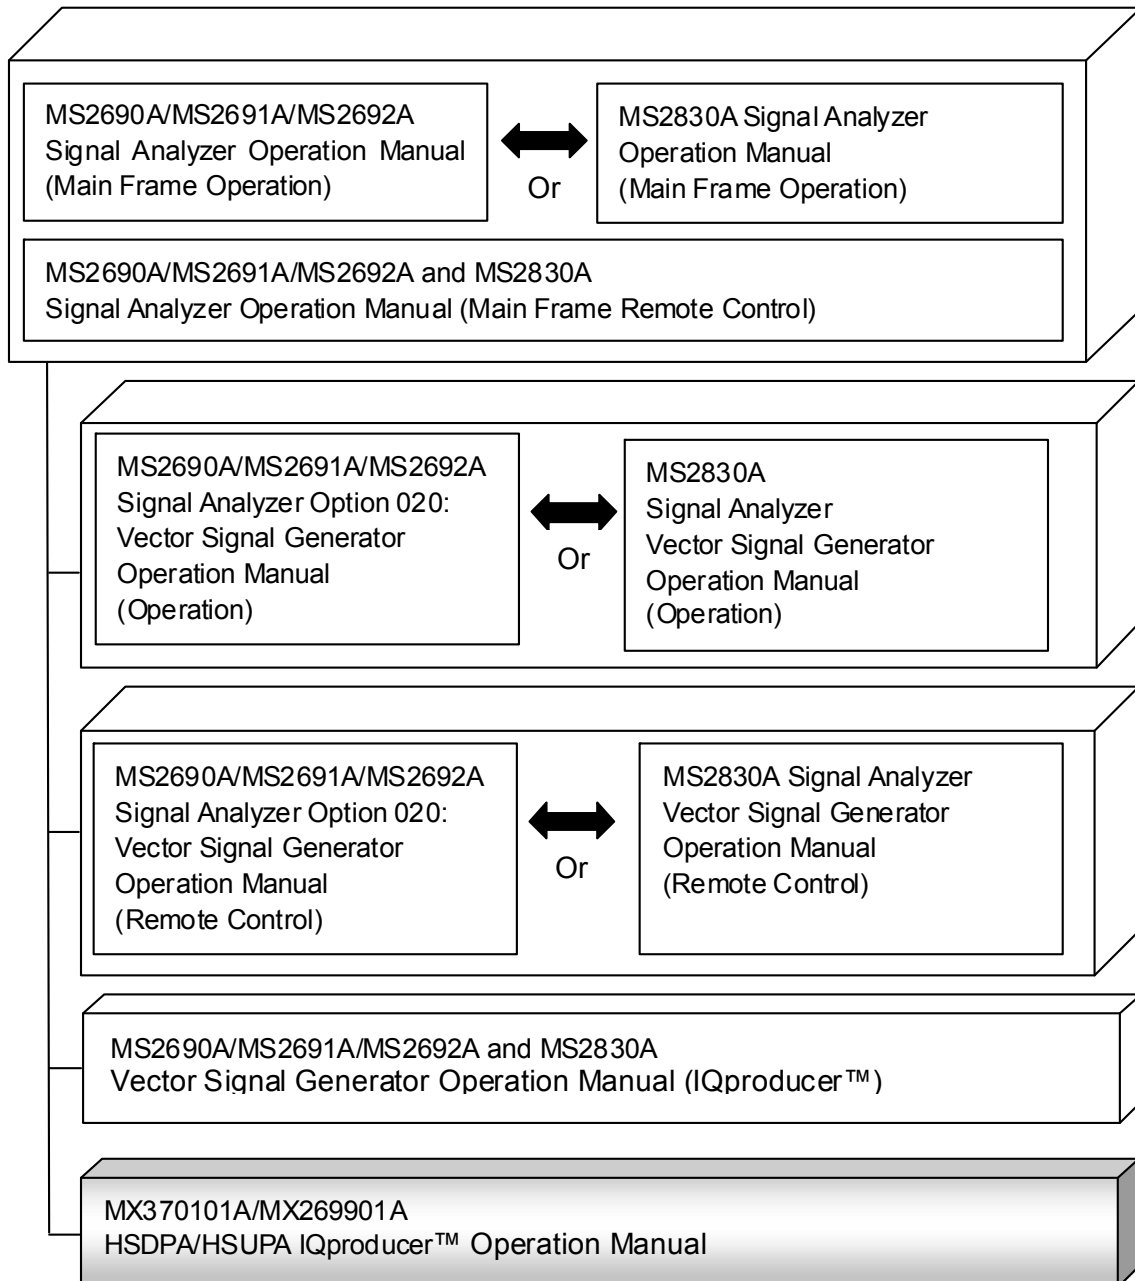 MS2690A/MS2691A/MS2692A
Signal Analyzer Operation Manual
(Main Frame Operation)
Or
MS2830A Signal Analyzer
Operation Manual
(Main Frame Operation)
MS2690A/MS2691A/MS2692A and MS2830A
Signal Analyzer Operation Manual (Main Frame Remote Control)
MS2690A/MS2691A/MS2692A
Signal Analyzer Option 020:
Vector Signal Generator
Operation Manual
(Operation)
Or
MS2830A
Signal Analyzer
Vector Signal Generator
Operation Manual
(Operation)
MS2690A/MS2691A/MS2692A
Signal Analyzer Option 020:
Vector Signal Generator
Operation Manual
(Remote Control)
Or
MS2830A Signal Analyzer
Vector Signal Generator
Operation Manual
(Remote Control)
MS2690A/MS2691A/MS2692A and MS2830A
Vector Signal Generator Operation Manual (IQproducer™)
MX370101A/MX269901A
HSDPA/HSUPA IQproducer™ Operation Manual